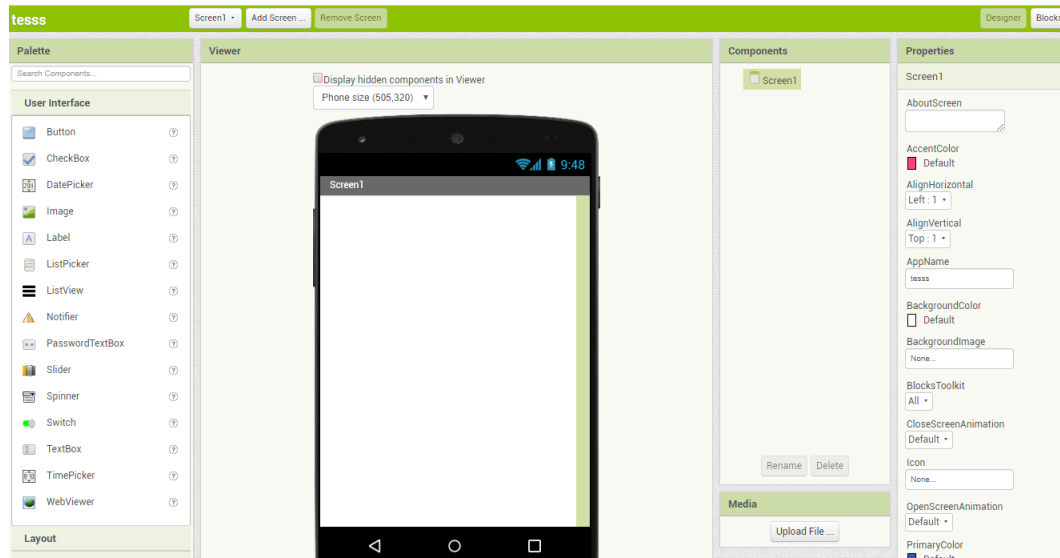 tesss
Screen1
Add Screen ...
Remove Screen
Designer
Blocks
Palette
Search Components...
User Interface
Button
CheckBox
DatePicker
Image
Label
ListPicker
ListView
Notifier
PasswordTextBox
Slider
Spinner
Switch
TextBox
TimePicker
WebViewer
Layout
Viewer
Display hidden components in Viewer
Phone size (505,320)
9:48
Screen1
Components
Screen1
Rename
Delete
Media
Upload File ...
Properties
Screen1
AboutScreen
AccentColor
Default
AlignHorizontal
Left : 1
AlignVertical
Top : 1
AppName
tesss
BackgroundColor
Default
BackgroundImage
None...
BlocksToolkit
All
CloseScreenAnimation
Default
Icon
None...
OpenScreenAnimation
Default
PrimaryColor
Default